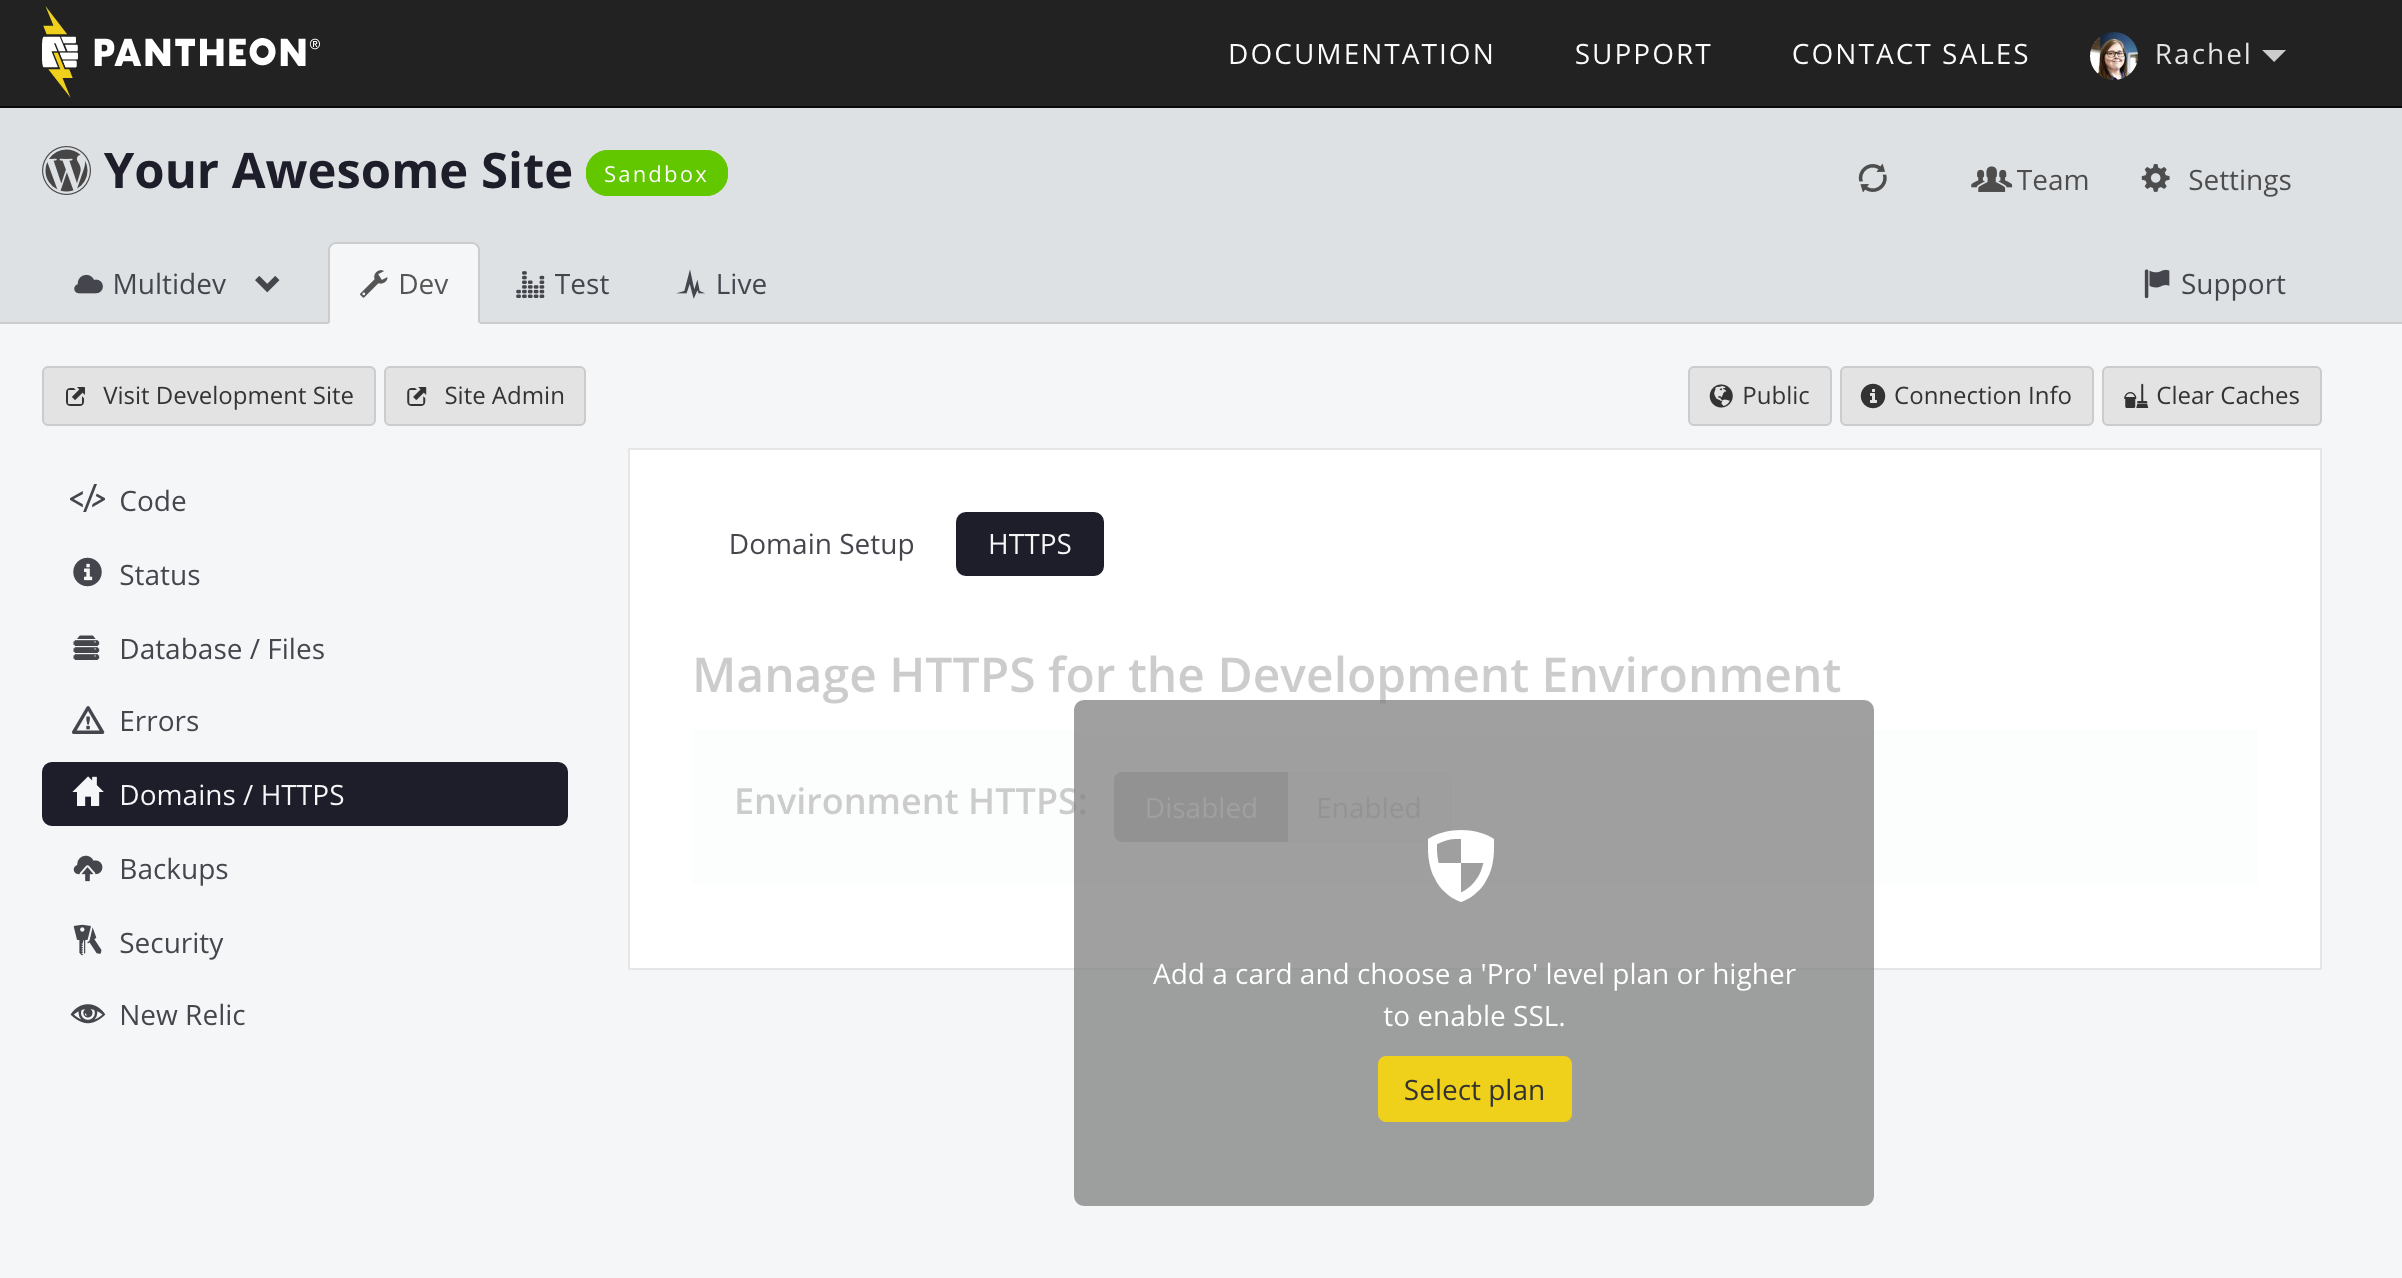 PANTHEON®
DOCUMENTATION
SUPPORT
CONTACT SALES
Rachel
Your Awesome Site
Sandbox
Team
Settings
Multidev
Dev
Test
Live
Support
Visit Development Site
Site Admin
Public
Connection Info
Clear Caches
Code
Status
Database / Files
Errors
Domains / HTTPS
Backups
Security
New Relic
Domain Setup
HTTPS
Manage HTTPS for the Development Environment
Environment HTTPS:
Disabled
Enabled
Add a card and choose a 'Pro' level plan or higher
to enable SSL.
Select plan